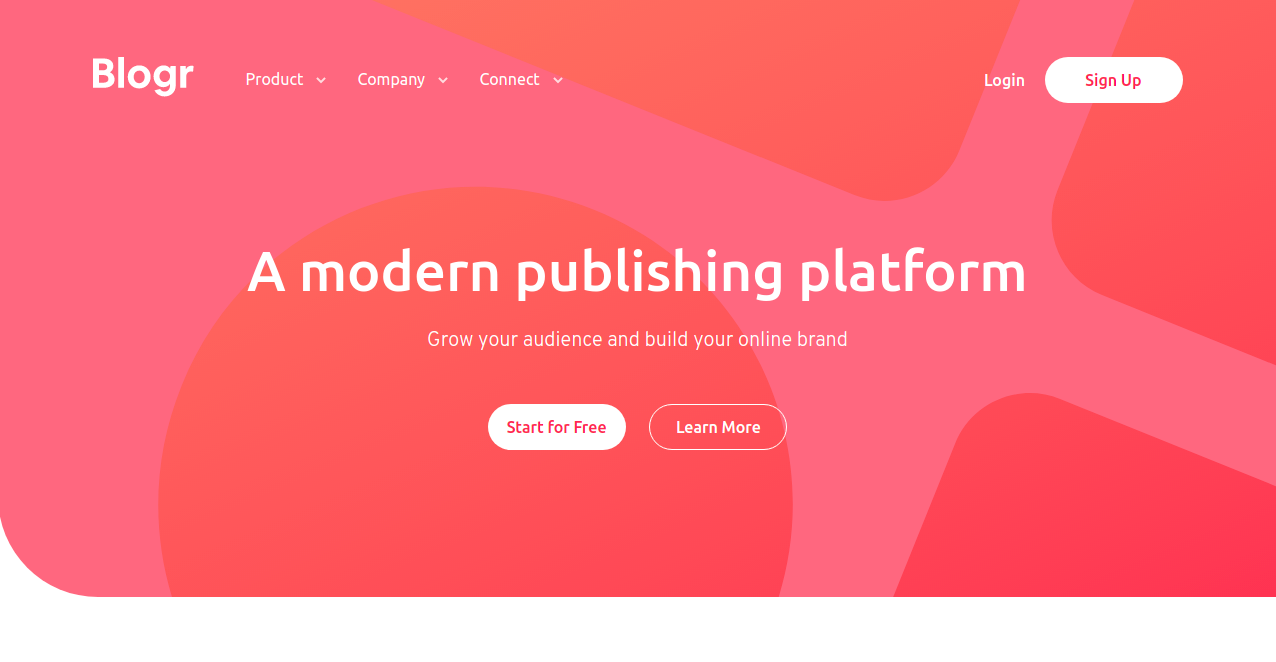 Blogr Product Company Connect Login Sign Up
A modern publishing platform
Grow your audience and build your online brand
Start for Free Learn More